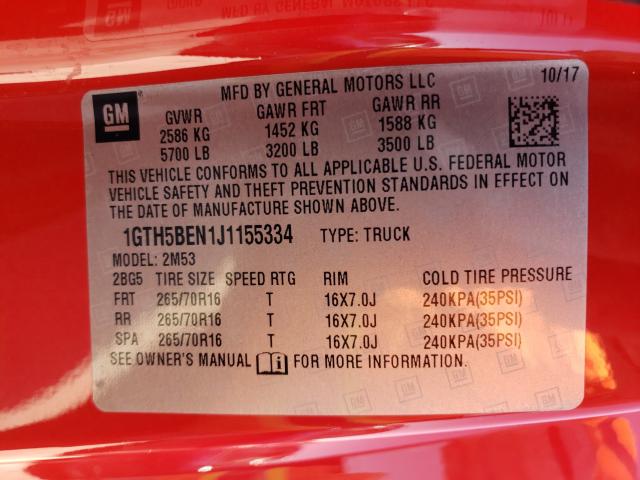 MFD BY GENERAL MOTORS LLC 10/17
GM
GVWR GAWR FRT GAWR RR
2586 KG 1452 KG 1588 KG
5700 LB 3200 LB 3500 LB
THIS VEHICLE CONFORMS TO ALL APPLICABLE U.S. FEDERAL MOTOR
VEHICLE SAFETY AND THEFT PREVENTION STANDARDS IN EFFECT ON
THE DATE OF MANUFACTURE SHOWN ABOVE.
1GTH5BEN1J1155334 TYPE: TRUCK
MODEL: 2M53
2BG5 TIRE SIZE SPEED RTG RIM COLD TIRE PRESSURE
FRT 265/70R16 T 16X7.0J 240KPA(35PSI)
RR 265/70R16 T 16X7.0J 240KPA(35PSI)
SPA 265/70R16 T 16X7.0J 240KPA(35PSI)
SEE OWNER'S MANUAL FOR MORE INFORMATION.